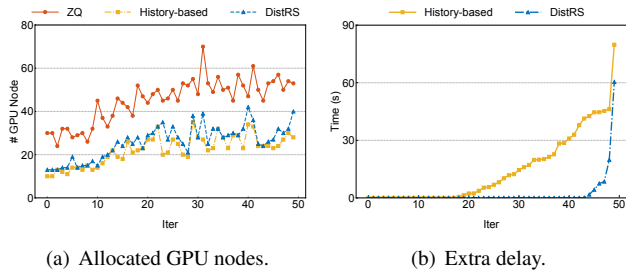 ZQ History-based DistRS
80
60
40
20
0
# GPU Node
0 10 20 30 40 50
Iter
(a) Allocated GPU nodes.
History-based DistRS
90
60
30
0
Time (s)
0 10 20 30 40 50
Iter
(b) Extra delay.